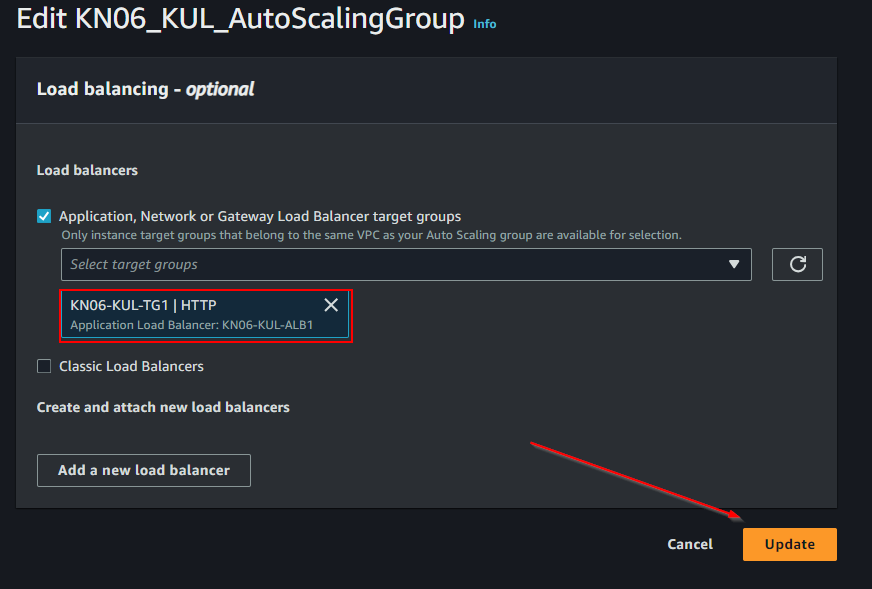 Edit KN06_KUL_AutoScalingGroup Info
Load balancing - optional
Load balancers
Application, Network or Gateway Load Balancer target groups
Only instance target groups that belong to the same VPC as your Auto Scaling group are available for selection.
Select target groups
KN06-KUL-TG1 | HTTP
Application Load Balancer: KN06-KUL-ALB1
Classic Load Balancers
Create and attach new load balancers
Add a new load balancer
Cancel
Update